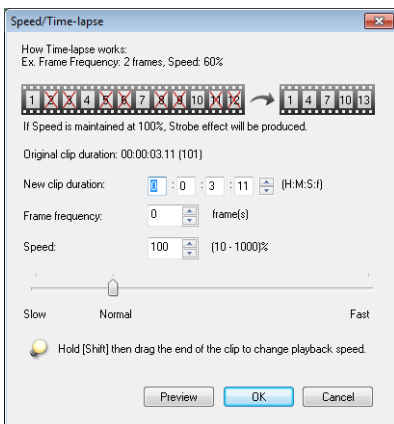 Speed/Time-lapse
How Time-lapse works:
Ex. Frame Frequency: 2 frames, Speed: 60%
1 2 3 4 5 6 7 8 9 10 11 12 1 4 7 10 13
If Speed is maintained at 100%, Strobe effect will be produced.
Original clip duration: 00:00:03.11 (101)
New clip duration: 0 : 0 : 3 : 11 (H:M:S:f)
Frame frequency: 0 frame(s)
Speed: 100 (10 - 1000)%
Slow Normal Fast
Hold [Shift] then drag the end of the clip to change playback speed.
Preview OK Cancel